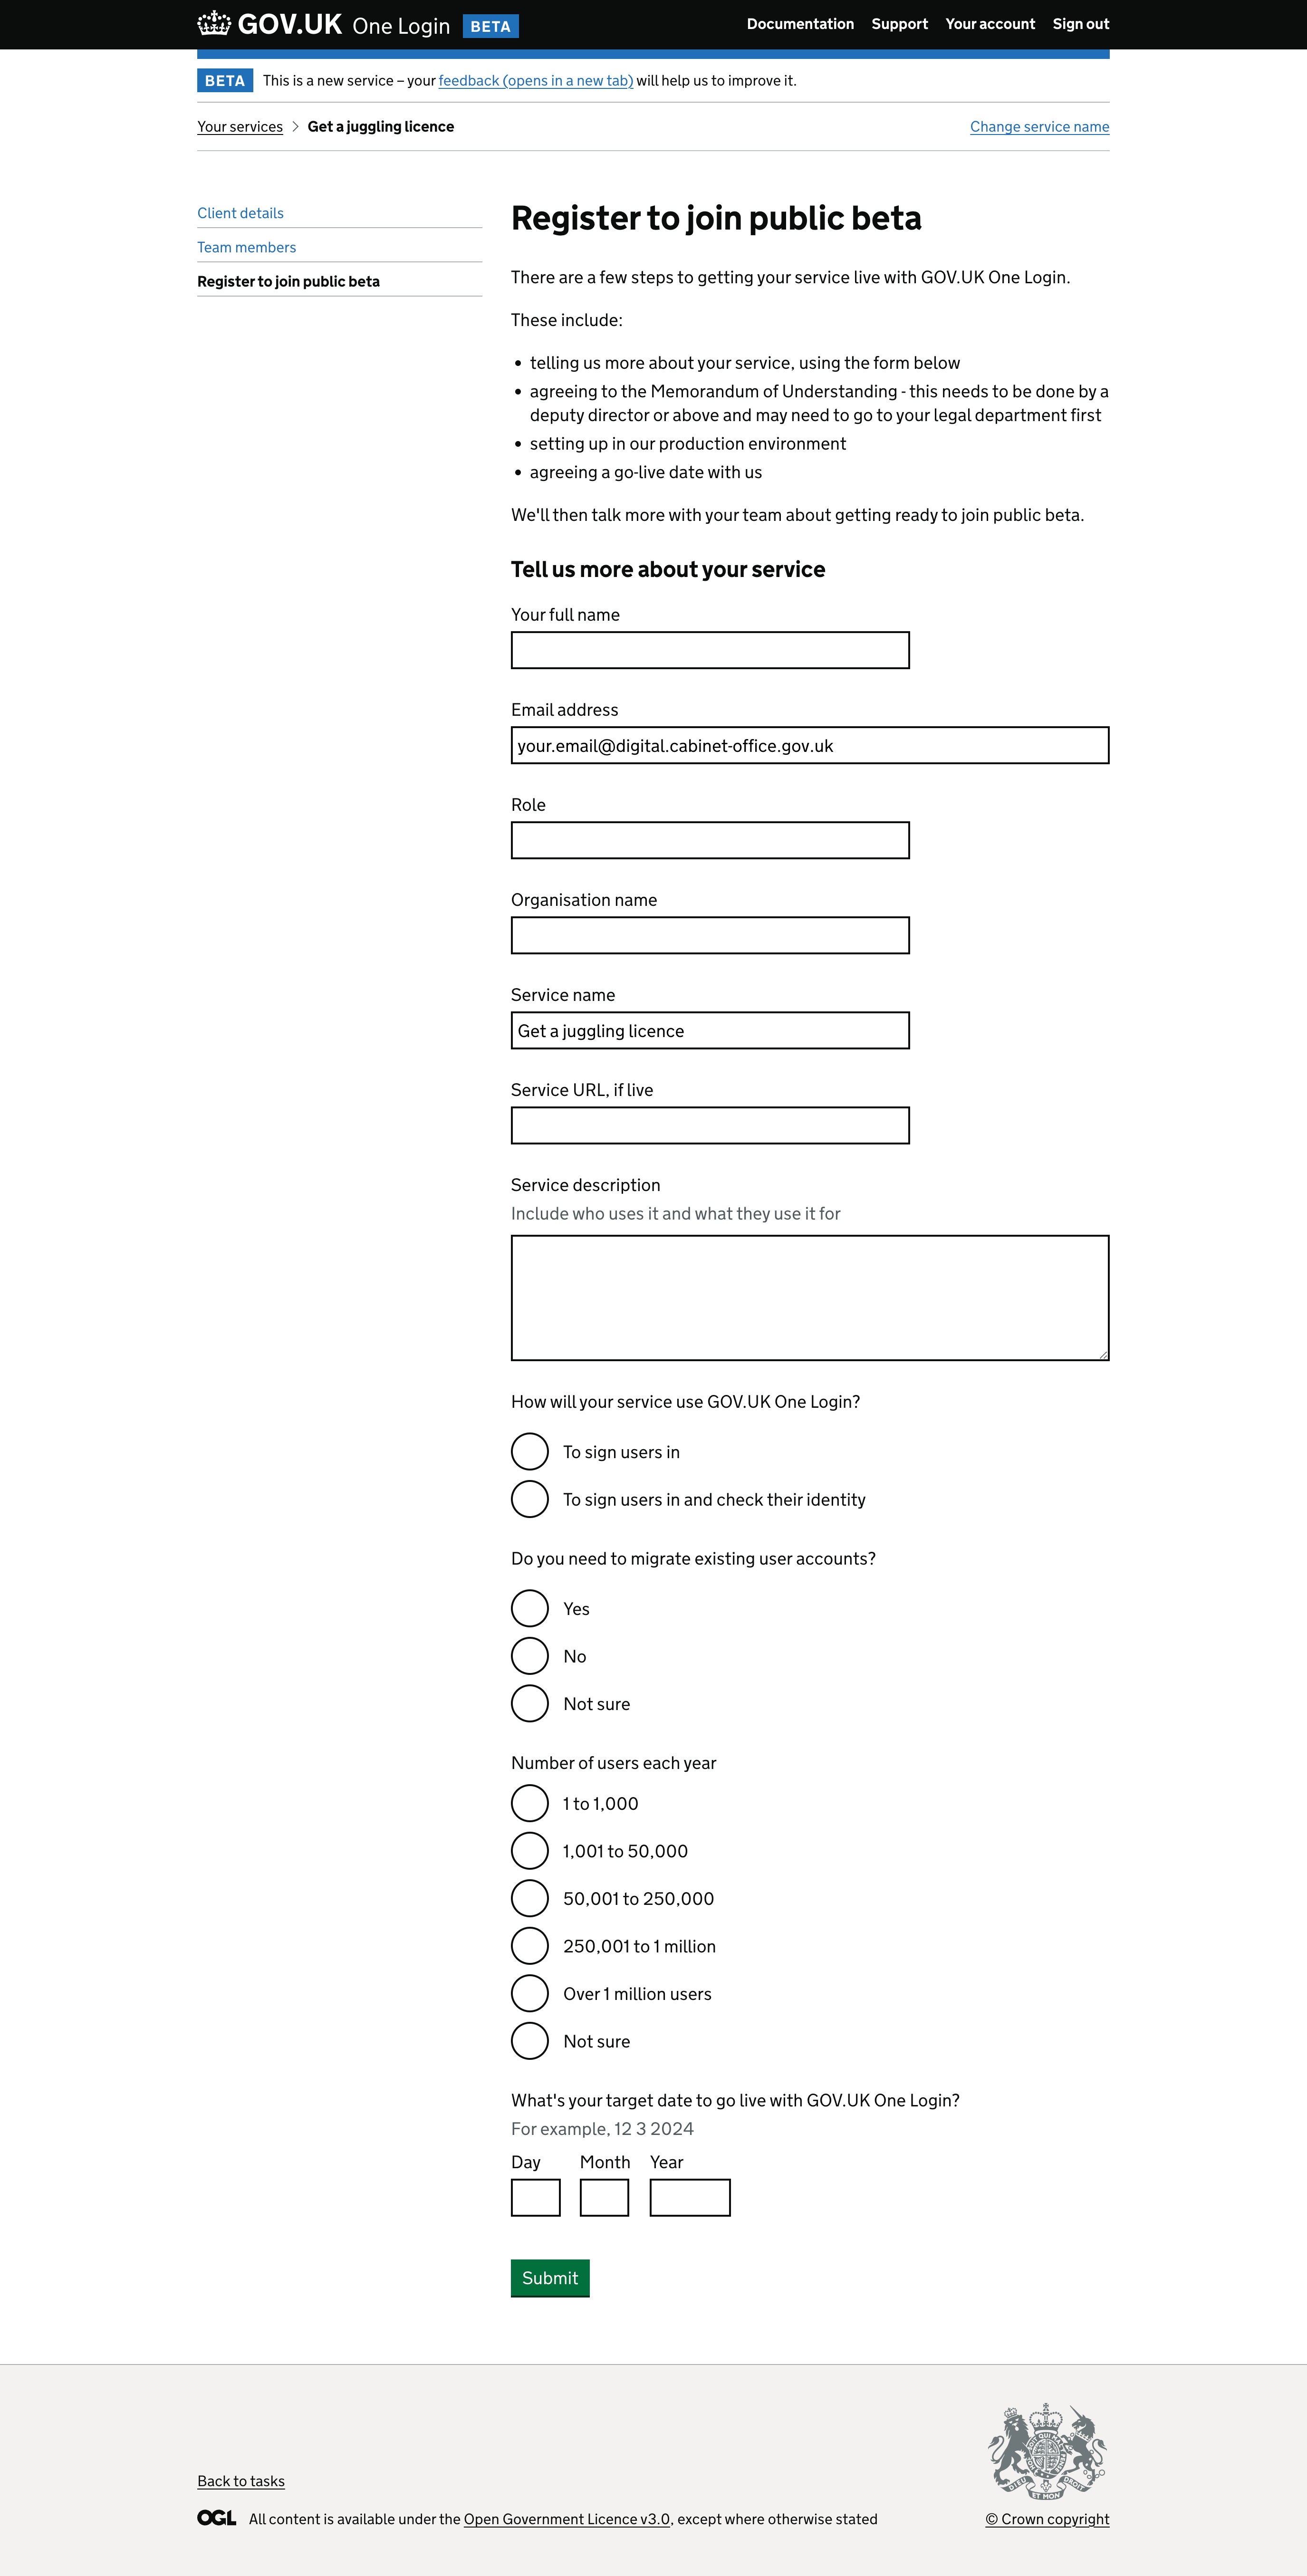 GOV.UK One Login BETA Documentation Support Your account Sign out
BETA This is a new service – your feedback (opens in a new tab) will help us to improve it.
Your services Get a juggling licence Change service name
Client details
Team members
Register to join public beta
Register to join public beta
There are a few steps to getting your service live with GOV.UK One Login.
These include:
• telling us more about your service, using the form below
• agreeing to the Memorandum of Understanding - this needs to be done by a
deputy director or above and may need to go to your legal department first
• setting up in our production environment
• agreeing a go-live date with us
We'll then talk more with your team about getting ready to join public beta.
Tell us more about your service
Your full name
Email address
your.email@digital.cabinet-office.gov.uk
Role
Organisation name
Service name
Get a juggling licence
Service URL, if live
Service description
Include who uses it and what they use it for
How will your service use GOV.UK One Login?
To sign users in
To sign users in and check their identity
Do you need to migrate existing user accounts?
Yes
No
Not sure
Number of users each year
1 to 1,000
1,001 to 50,000
50,001 to 250,000
250,001 to 1 million
Over 1 million users
Not sure
What's your target date to go live with GOV.UK One Login?
For example, 12 3 2024
Day Month Year
Submit
Back to tasks
OGL All content is available under the Open Government Licence v3.0, except where otherwise stated
© Crown copyright